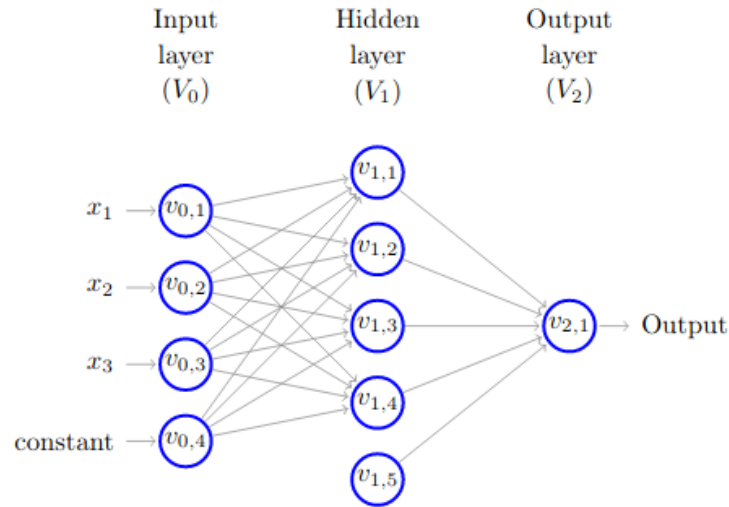 Input
layer
(V₀)
Hidden
layer
(V₁)
Output
layer
(V₂)
x₁
v₀,₁
x₂
v₀,₂
x₃
v₀,₃
constant
v₀,₄
v₁,₁
v₁,₂
v₁,₃
v₁,₄
v₁,₅
v₂,₁
Output